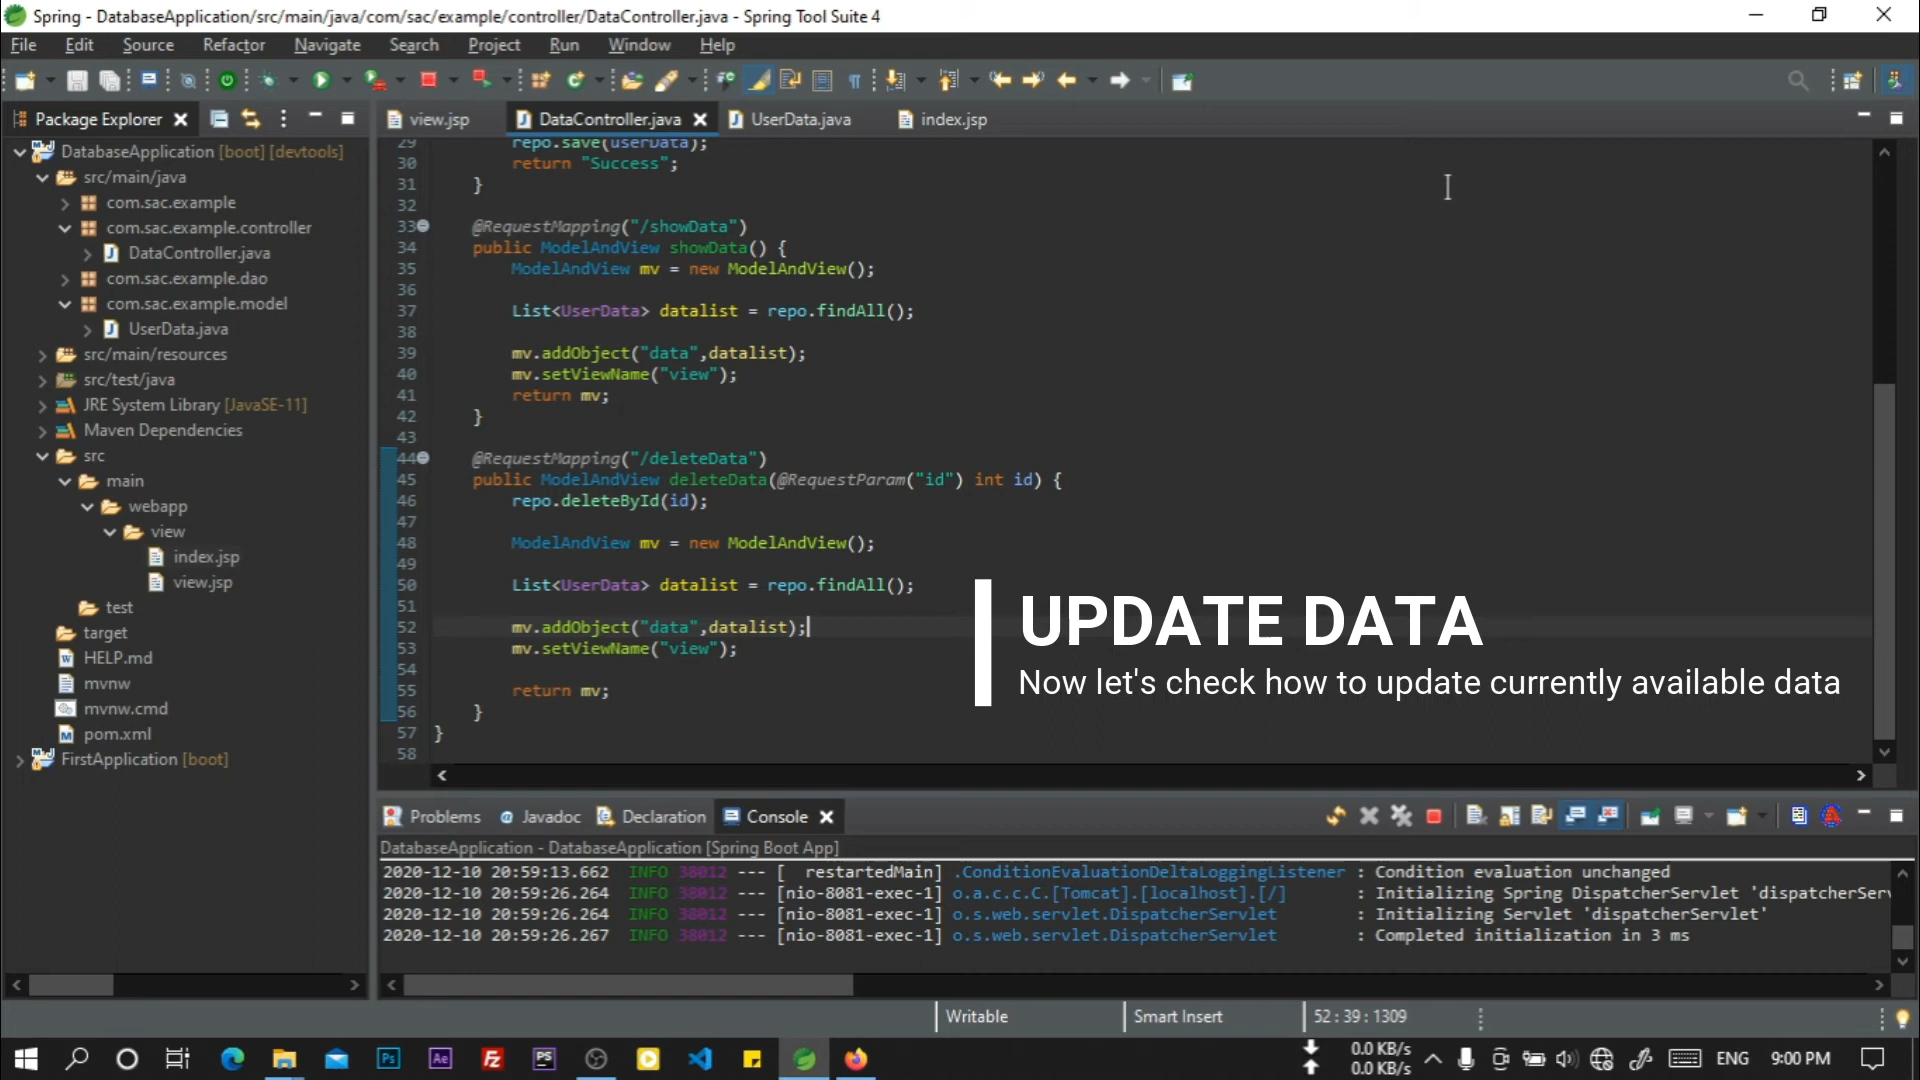 Spring - DatabaseApplication/src/main/java/com/sac/example/controller/DataController.java - Spring Tool Suite 4
File Edit Source Refactor Navigate Search Project Run Window Help
Package Explorer
view.jsp DataController.java UserData.java index.jsp
DatabaseApplication [boot] [devtools]
src/main/java
com.sac.example
com.sac.example.controller
DataController.java
com.sac.example.dao
com.sac.example.model
UserData.java
src/main/resources
src/test/java
JRE System Library [JavaSE-11]
Maven Dependencies
src
main
webapp
view
index.jsp
view.jsp
test
target
HELP.md
mvnw
mvnw.cmd
pom.xml
FirstApplication [boot]
29 repo.save(userData);
30 return "Success";
31 }
32
33 @RequestMapping("/showData")
34 public ModelAndView showData() {
35 ModelAndView mv = new ModelAndView();
36
37 List<UserData> datalist = repo.findAll();
38
39 mv.addObject("data",datalist);
40 mv.setViewName("view");
41 return mv;
42 }
43
44 @RequestMapping("/deleteData")
45 public ModelAndView deleteData(@RequestParam("id") int id) {
46 repo.deleteById(id);
47
48 ModelAndView mv = new ModelAndView();
49
50 List<UserData> datalist = repo.findAll();
51
52 mv.addObject("data",datalist);
53 mv.setViewName("view");
54
55 return mv;
56 }
57 }
58
UPDATE DATA
Now let's check how to update currently available data
Problems Javadoc Declaration Console
DatabaseApplication - DatabaseApplication [Spring Boot App]
2020-12-10 20:59:13.662 INFO 38012 --- [ restartedMain] .ConditionEvaluationDeltaLoggingListener : Condition evaluation unchanged
2020-12-10 20:59:26.264 INFO 38012 --- [nio-8081-exec-1] o.a.c.c.C.[Tomcat].[localhost].[/] : Initializing Spring DispatcherServlet 'dispatcherServ
2020-12-10 20:59:26.264 INFO 38012 --- [nio-8081-exec-1] o.s.web.servlet.DispatcherServlet : Initializing Servlet 'dispatcherServlet'
2020-12-10 20:59:26.267 INFO 38012 --- [nio-8081-exec-1] o.s.web.servlet.DispatcherServlet : Completed initialization in 3 ms
Writable Smart Insert 52 : 39 : 1309
0.0 KB/s
0.0 KB/s
ENG 9:00 PM